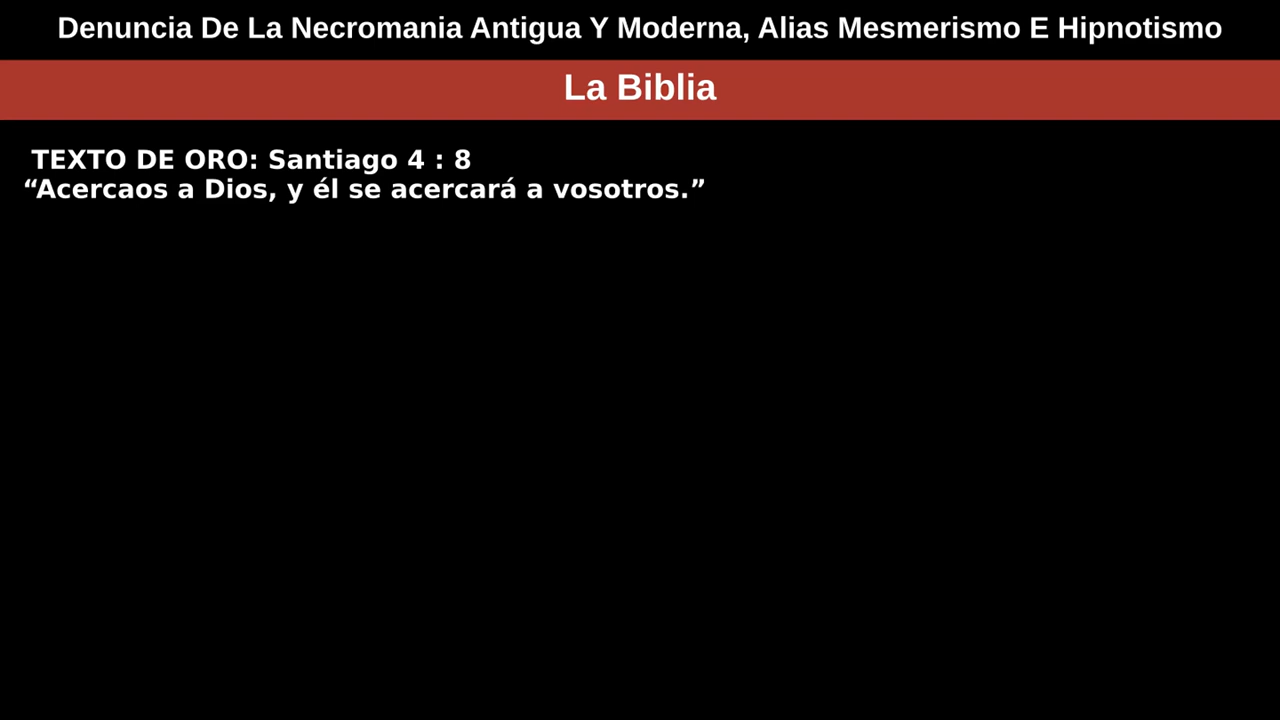 Denuncia De La Necromania Antigua Y Moderna, Alias Mesmerismo E Hipnotismo
La Biblia
TEXTO DE ORO: Santiago 4 : 8
“Acercaos a Dios, y él se acercará a vosotros.”